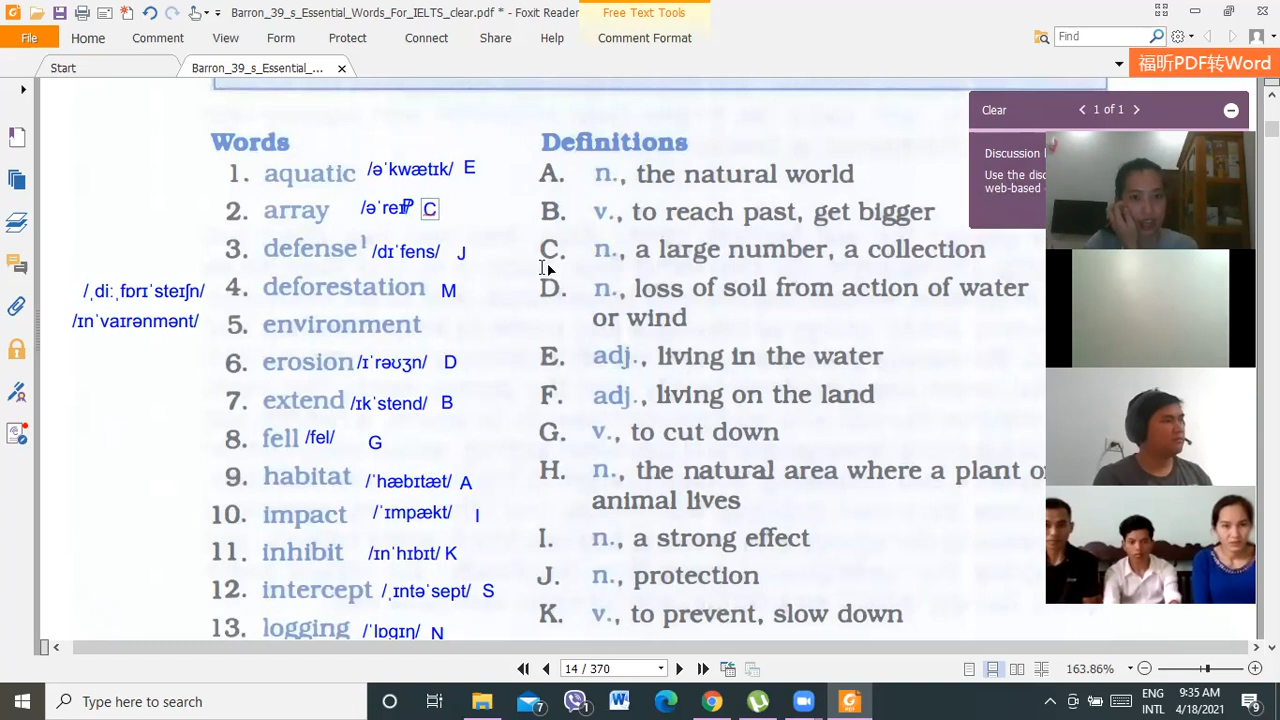 Barron_39_s_Essential_Words_For_IELTS_clear.pdf * - Foxit Reader
Free Text Tools
File Home Comment View Form Protect Connect Share Help Comment Format
Find
Start
Barron_39_s_Essential_...
福昕PDF转Word
Clear
1 of 1
Discussion
Use the disc
web-based
Words
1. aquatic /əˈkwætɪk/ E
2. array C
3. defense /dɪˈfens/ J
4. deforestation M
/ˌdiːˌfɒrɪˈsteɪʃn/
5. environment
/ɪnˈvaɪrənmənt/
6. erosion /ɪˈrəʊʒn/ D
7. extend /ɪkˈstend/ B
8. fell /fel/ G
9. habitat /ˈhæbɪtæt/ A
10. impact /ˈɪmpækt/ I
11. inhibit /ɪnˈhɪbɪt/ K
12. intercept /ˌɪntəˈsept/ S
13. logging /ˈlɒgɪŋ/ N
Definitions
A. n., the natural world
B. v., to reach past, get bigger
C. n., a large number, a collection
D. n., loss of soil from action of water
or wind
E. adj., living in the water
F. adj., living on the land
G. v., to cut down
H. n., the natural area where a plant or
animal lives
I. n., a strong effect
J. n., protection
K. v., to prevent, slow down
14 / 370
163.86%
Type here to search
7
1
ENG
INTL
9:35 AM
4/18/2021
9